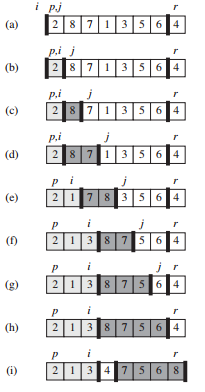 i p,j r
(a) 2 8 7 1 3 5 6 4
p,i j r
(b) 2 8 7 1 3 5 6 4
p,i j r
(c) 2 8 7 1 3 5 6 4
p,i j r
(d) 2 8 7 1 3 5 6 4
p i j r
(e) 2 1 7 8 3 5 6 4
p i j r
(f) 2 1 3 8 7 5 6 4
p i j r
(g) 2 1 3 8 7 5 6 4
p i r
(h) 2 1 3 8 7 5 6 4
p i r
(i) 2 1 3 4 7 5 6 8